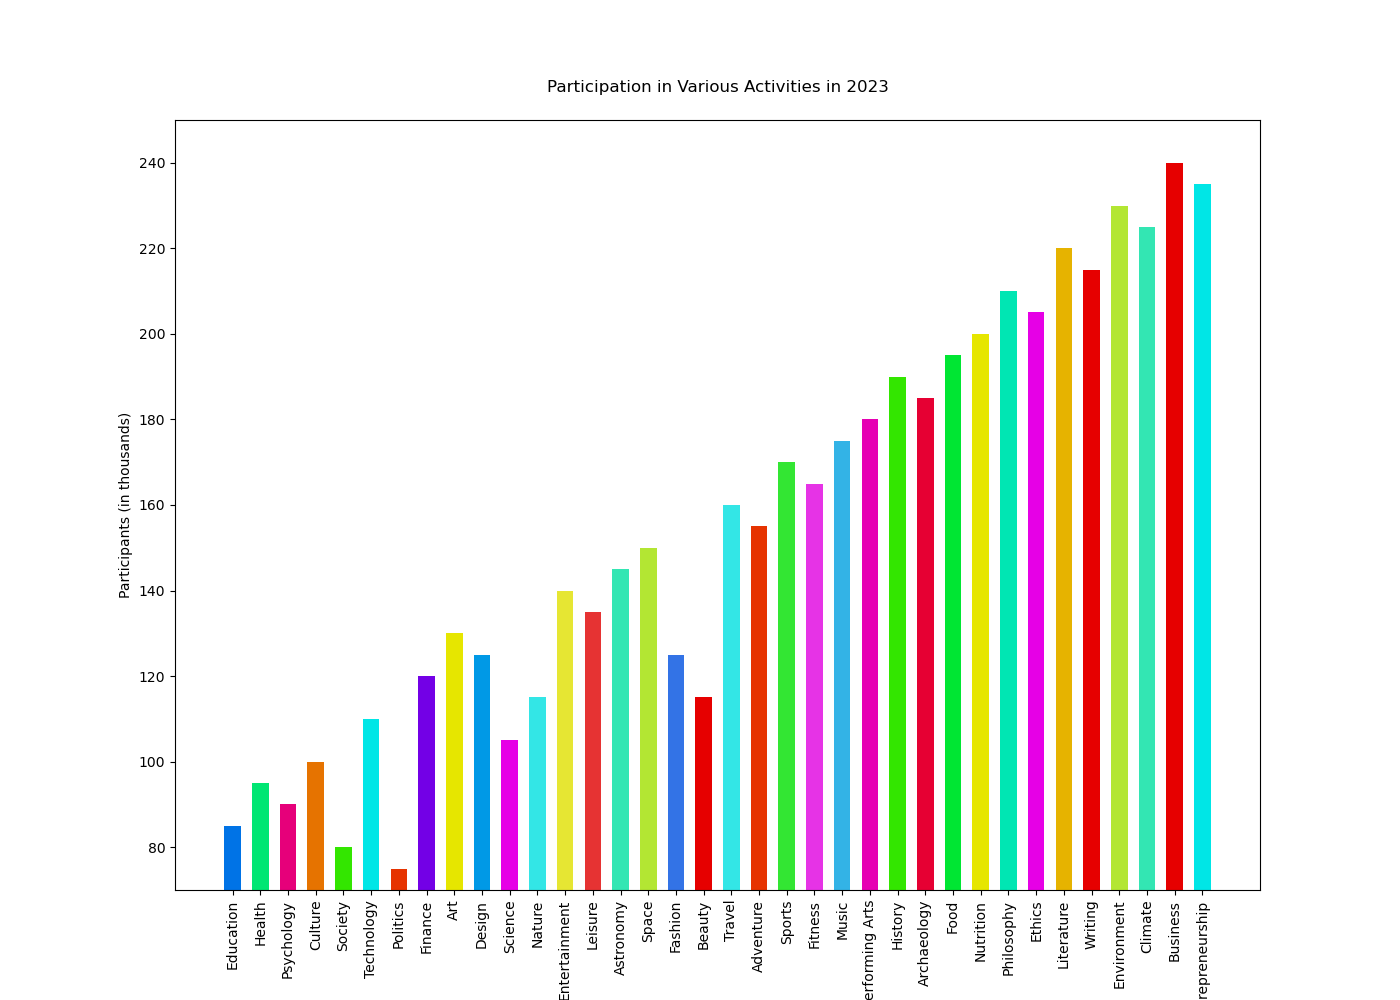 Participation in Various Activities in 2023
Participants (in thousands)
240
220
200
180
160
140
120
100
80
Education
Health
Psychology
Culture
Society
Technology
Politics
Finance
Art
Design
Science
Nature
Entertainment
Leisure
Astronomy
Space
Fashion
Beauty
Travel
Adventure
Sports
Fitness
Music
erforming Arts
History
Archaeology
Food
Nutrition
Philosophy
Ethics
Literature
Writing
Environment
Climate
Business
repreneurship